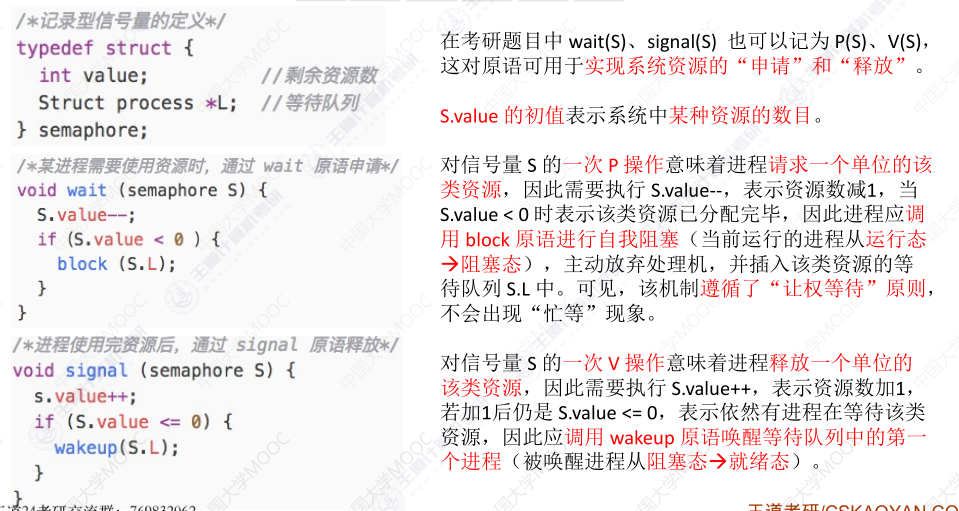 /*记录型信号量的定义*/
typedef struct {
int value; //剩余资源数
Struct process *L; //等待队列
} semaphore;
/*某进程需要使用资源时，通过 wait 原语申请*/
void wait (semaphore S) {
S.value--;
if (S.value < 0 ) {
block (S.L);
}
}
/*进程使用完资源后，通过 signal 原语释放*/
void signal (semaphore S) {
s.value++;
if (S.value <= 0) {
wakeup(S.L);
}
}
在考研题目中 wait(S)、signal(S) 也可以记为 P(S)、V(S)，
这对原语可用于实现系统资源的“申请”和“释放”。
S.value 的初值表示系统中某种资源的数目。
对信号量 S 的一次 P 操作意味着进程请求一个单位的该
类资源，因此需要执行 S.value--，表示资源数减1，当
S.value < 0 时表示该类资源已分配完毕，因此进程应调
用 block 原语进行自我阻塞（当前运行的进程从运行态
→阻塞态），主动放弃处理机，并插入该类资源的等
待队列 S.L 中。可见，该机制遵循了“让权等待”原则，
不会出现“忙等”现象。
对信号量 S 的一次 V 操作意味着进程释放一个单位的
该类资源，因此需要执行 S.value++，表示资源数加1，
若加1后仍是 S.value <= 0，表示依然有进程在等待该类
资源，因此应调用 wakeup 原语唤醒等待队列中的第一
个进程（被唤醒进程从阻塞态→就绪态）。
王道考研/CSKAOYAN.CO